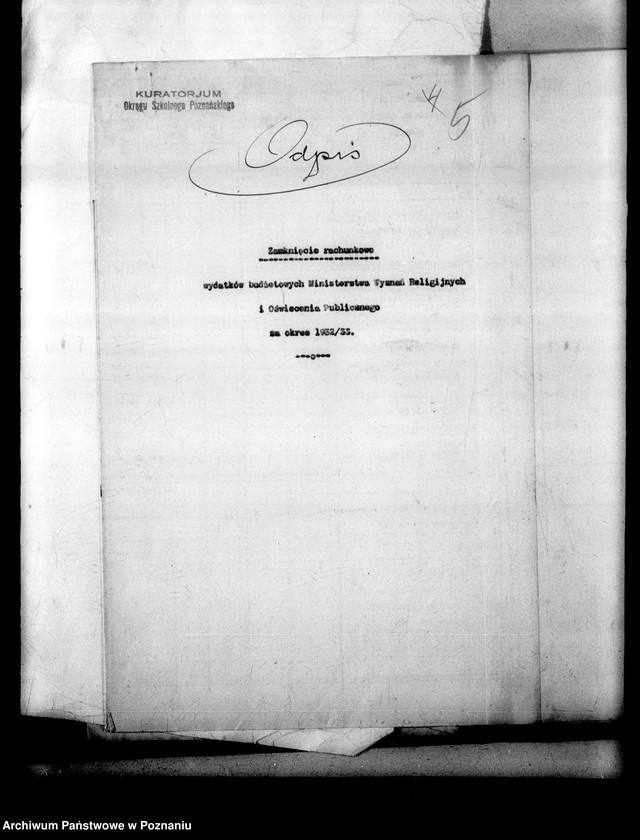 KURATORJUM
Okręgu Szkolnego Poznańskiego
5
Odpis
Zamknięcie rachunkowe
wydatków budżetowych Ministerstwa Wyznań Religijnych
i Oświecenia Publicznego
za okres 1932/33.
---o---
Archiwum Państwowe w Poznaniu